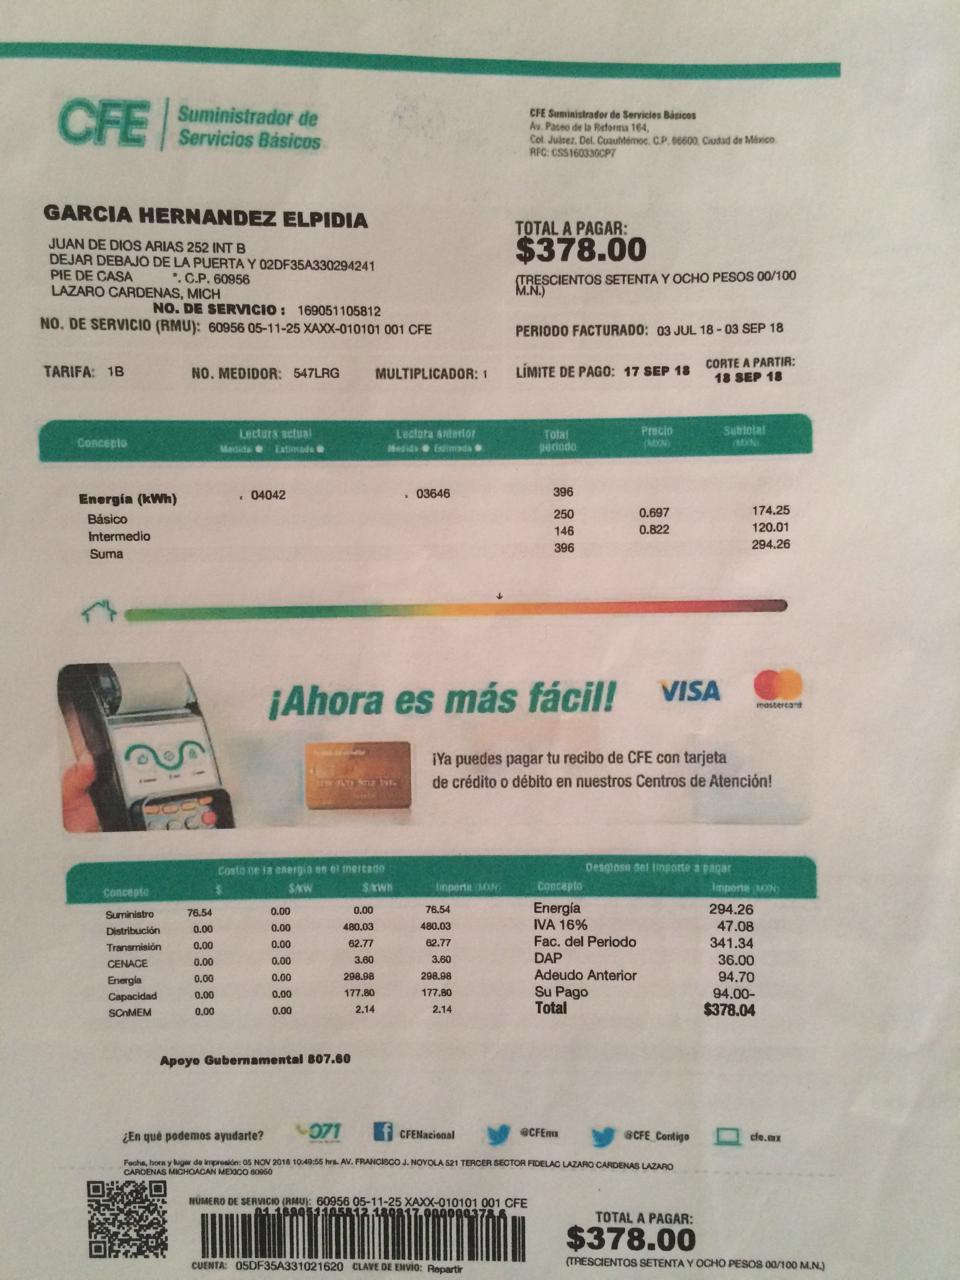 CFE Suministrador de
Servicios Básicos
CFE Suministrador de Servicios Básicos
Av. Paseo de la Reforma 164,
Col. Juárez, Del. Cuauhtémoc, C.P. 06600, Ciudad de México
RFC: CSS160330CP7
GARCIA HERNANDEZ ELPIDIA
JUAN DE DIOS ARIAS 252 INT B
DEJAR DEBAJO DE LA PUERTA Y 02DF35A330294241
PIE DE CASA *. C.P. 60956
LAZARO CARDENAS, MICH
NO. DE SERVICIO : 169051105812
NO. DE SERVICIO (RMU): 60956 05-11-25 XAXX-010101 001 CFE
TOTAL A PAGAR:
$378.00
(TRESCIENTOS SETENTA Y OCHO PESOS 00/100
M.N.)
PERIODO FACTURADO: 03 JUL 18 - 03 SEP 18
TARIFA: 1B NO. MEDIDOR: 547LRG MULTIPLICADOR: 1
LÍMITE DE PAGO: 17 SEP 18 CORTE A PARTIR:
18 SEP 18
Concepto Lectura actual Lectura anterior Total periodo Precio (MXN) Subtotal (MXN)
Medida Estimada Medida Estimada
Energía (kWh) 04042 03646 396
Básico 250 0.697 174.25
Intermedio 146 0.822 120.01
Suma 396 294.26
¡Ahora es más fácil! VISA mastercard
¡Ya puedes pagar tu recibo de CFE con tarjeta
de crédito o débito en nuestros Centros de Atención!
Costo de la energía en el mercado
Concepto $ $/kW $/kWh Importe (MXN)
Suministro 76.54 0.00 0.00 76.54
Distribución 0.00 0.00 480.03 480.03
Transmisión 0.00 0.00 62.77 62.77
CENACE 0.00 0.00 3.60 3.60
Energía 0.00 0.00 298.98 298.98
Capacidad 0.00 0.00 177.80 177.80
SCnMEM 0.00 0.00 2.14 2.14
Desglose del importe a pagar
Concepto Importe (MXN)
Energía 294.26
IVA 16% 47.08
Fac. del Periodo 341.34
DAP 36.00
Adeudo Anterior 94.70
Su Pago 94.00-
Total $378.04
Apoyo Gubernamental 807.60
¿En qué podemos ayudarte? 071 CFENacional @CFEmx @CFE_Contigo cfe.mx
Fecha, hora y lugar de impresión: 05 NOV 2018 10:49:55 hrs. AV. FRANCISCO J. NOYOLA 521 TERCER SECTOR FIDELAC LAZARO CARDENAS LAZARO
CARDENAS MICHOACAN MEXICO 60950
NÚMERO DE SERVICIO (RMU): 60956 05-11-25 XAXX-010101 001 CFE
01 169051105812 180917 000000378 6
CUENTA: 05DF35A331021620 CLAVE DE ENVIO: Repartir
TOTAL A PAGAR:
$378.00
(TRESCIENTOS SETENTA Y OCHO PESOS 00/100 M.N.)